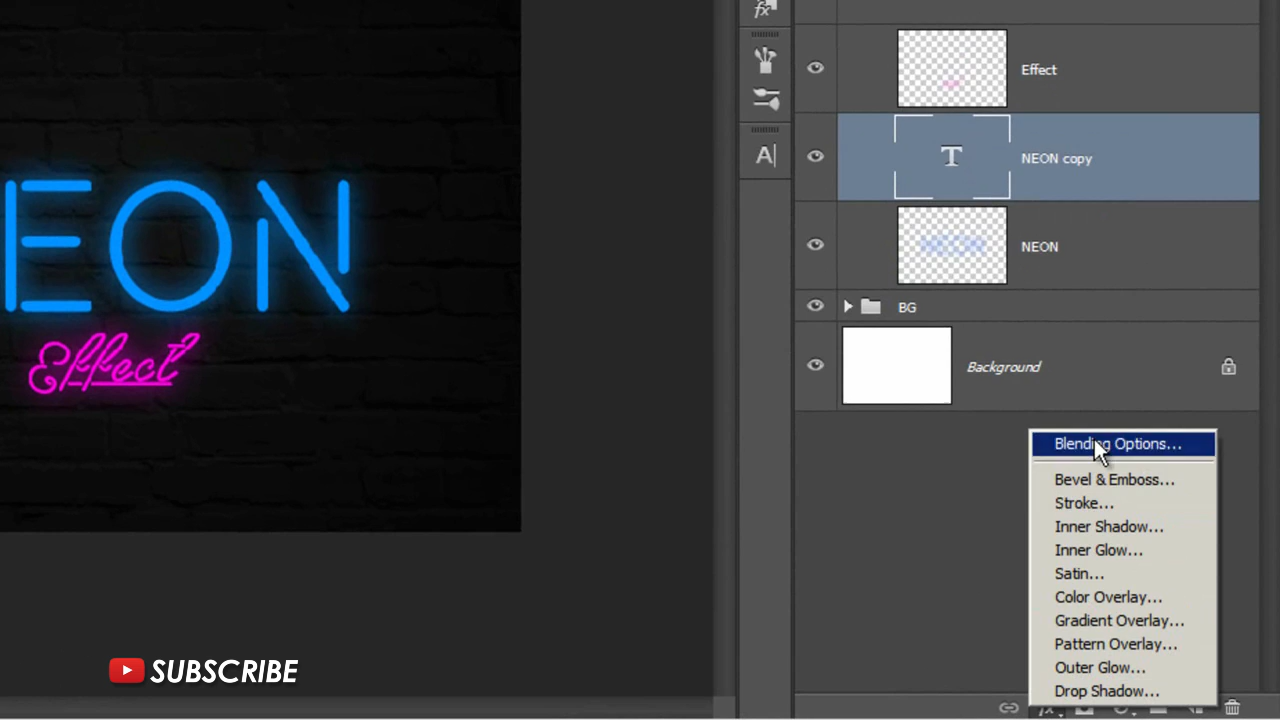 Effect
NEON copy
NEON
BG
Background
EON
Effect
Blending Options...
Bevel & Emboss...
Stroke...
Inner Shadow...
Inner Glow...
Satin...
Color Overlay...
Gradient Overlay...
Pattern Overlay...
Outer Glow...
Drop Shadow...
SUBSCRIBE